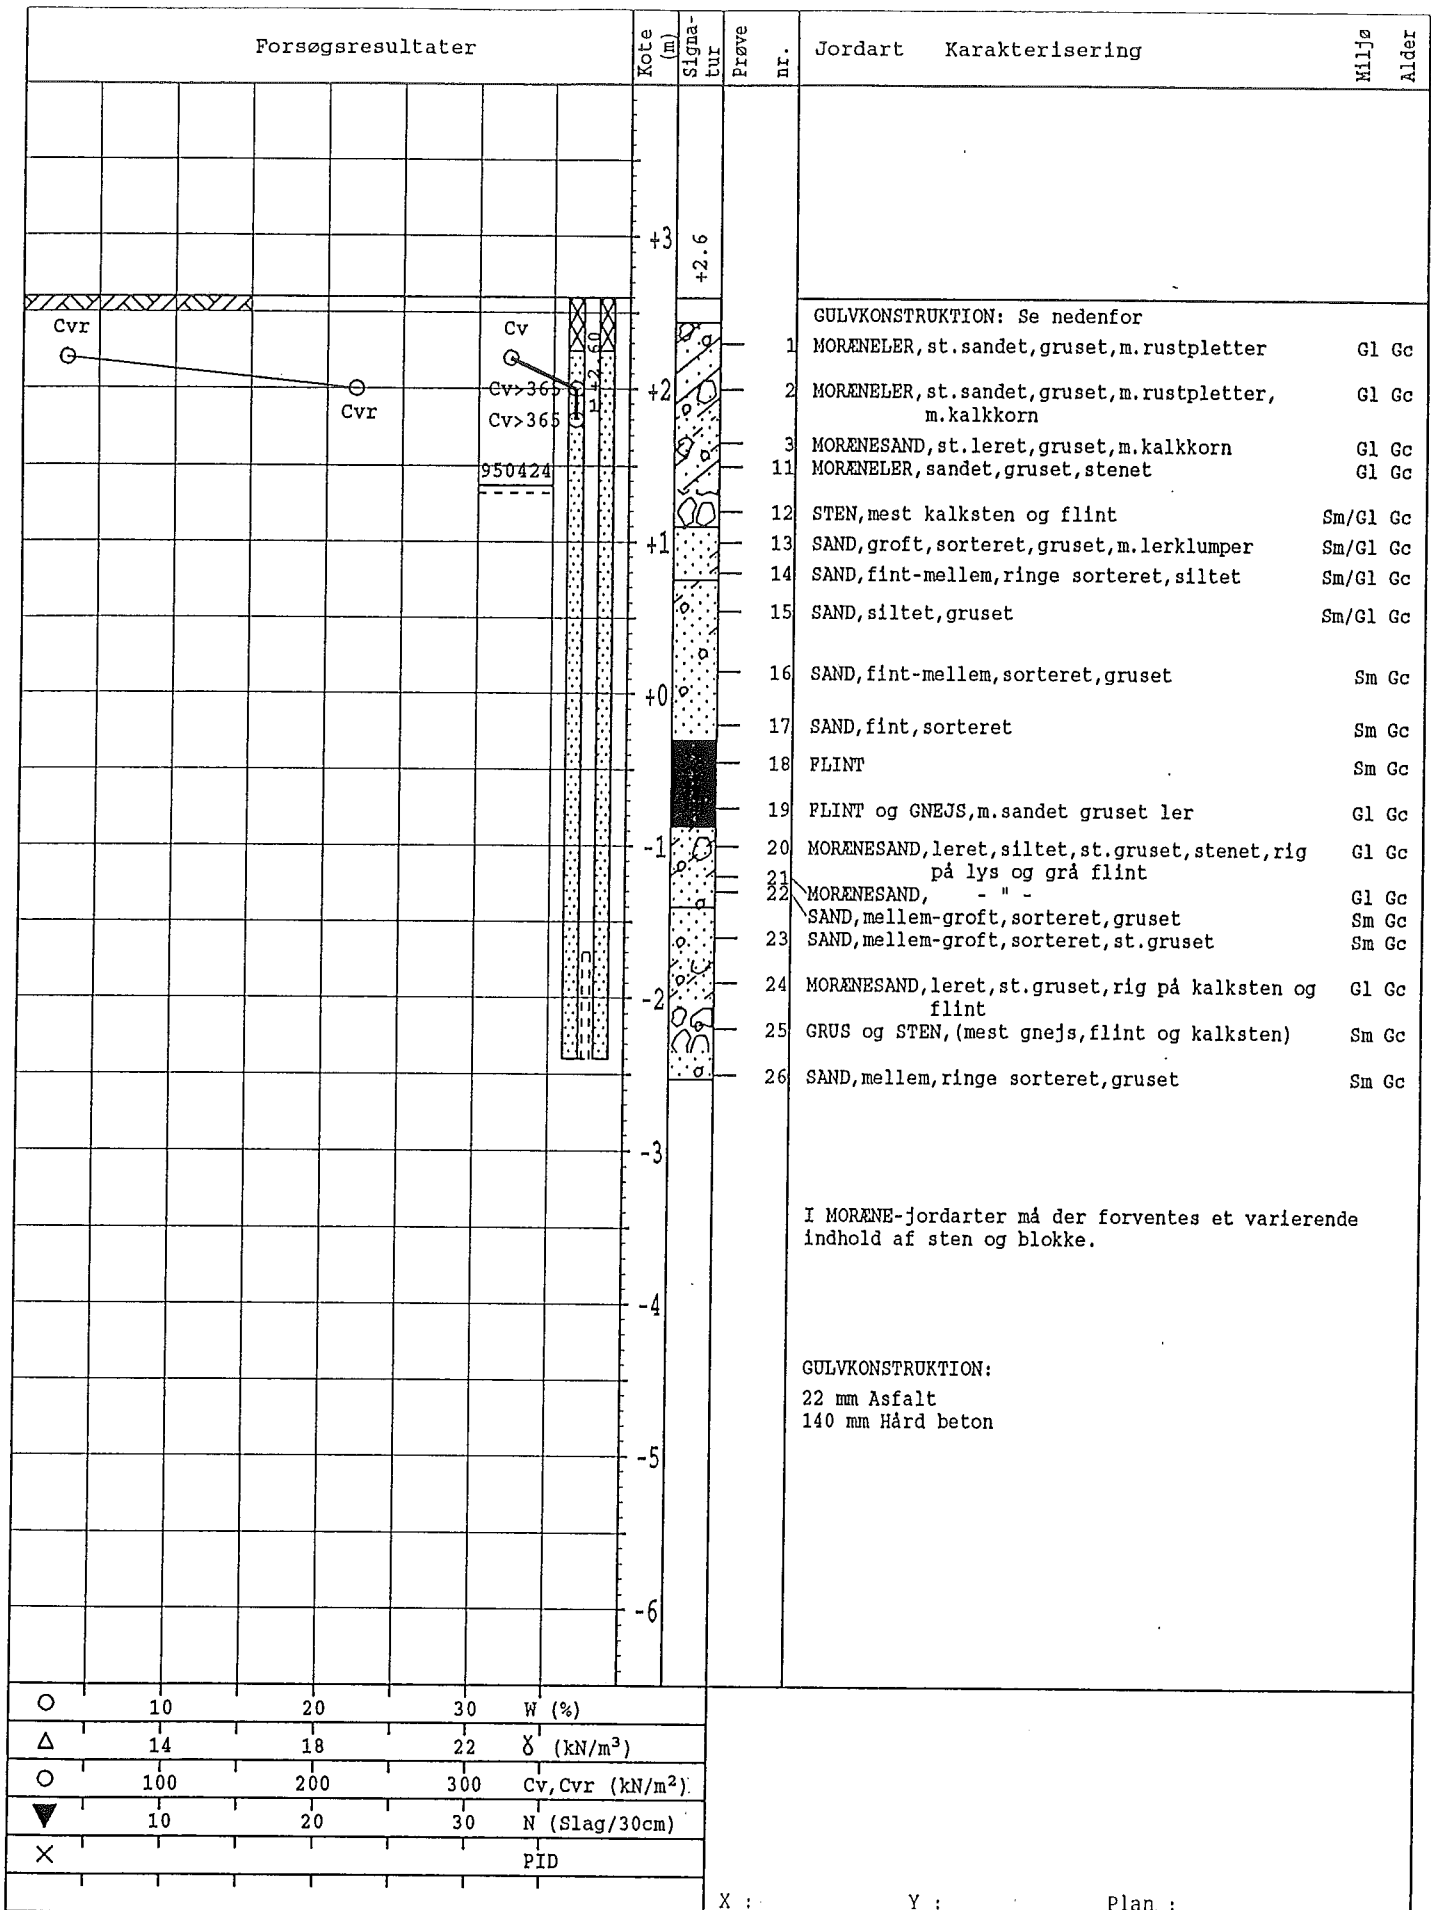 Forsøgsresultater
Kote (m)
Signa-
tur
Prøve nr.
Jordart Karakterisering
Miljø
Alder
+3
+2.6
GULVKONSTRUKTION: Se nedenfor
Cvr
Cv
1 MORÆNELER,st.sandet,gruset,m.rustpletter Gl Gc
Cvr
Cv>365
1
+2.60
+2
2 MORÆNELER,st.sandet,gruset,m.rustpletter, Gl Gc
m.kalkkorn
Cv>365
3 MORÆNESAND,st.leret,gruset,m.kalkkorn Gl Gc
950424
11 MORÆNELER,sandet,gruset,stenet Gl Gc
12 STEN,mest kalksten og flint Sm/Gl Gc
+1
13 SAND,groft,sorteret,gruset,m.lerklumper Sm/Gl Gc
14 SAND,fint-mellem,ringe sorteret,siltet Sm/Gl Gc
15 SAND,siltet,gruset Sm/Gl Gc
16 SAND,fint-mellem,sorteret,gruset Sm Gc
+0
17 SAND,fint,sorteret Sm Gc
18 FLINT Sm Gc
19 FLINT og GNEJS,m.sandet gruset ler Gl Gc
-1
20 MORÆNESAND,leret,siltet,st.gruset,stenet,rig Gl Gc
på lys og grå flint
21 MORÆNESAND, - " - Gl Gc
22 SAND,mellem-groft,sorteret,gruset Sm Gc
23 SAND,mellem-groft,sorteret,st.gruset Sm Gc
-2
24 MORÆNESAND,leret,st.gruset,rig på kalksten og Gl Gc
flint
25 GRUS og STEN,(mest gnejs,flint og kalksten) Sm Gc
26 SAND,mellem,ringe sorteret,gruset Sm Gc
-3
I MORÆNE-jordarter må der forventes et varierende
indhold af sten og blokke.
-4
GULVKONSTRUKTION:
22 mm Asfalt
140 mm Hård beton
-5
-6
10 20 30 W (%)
14 18 22 ɣ (kN/m³)
100 200 300 Cv,Cvr (kN/m²)
10 20 30 N (Slag/30cm)
PID
X : Y : Plan :